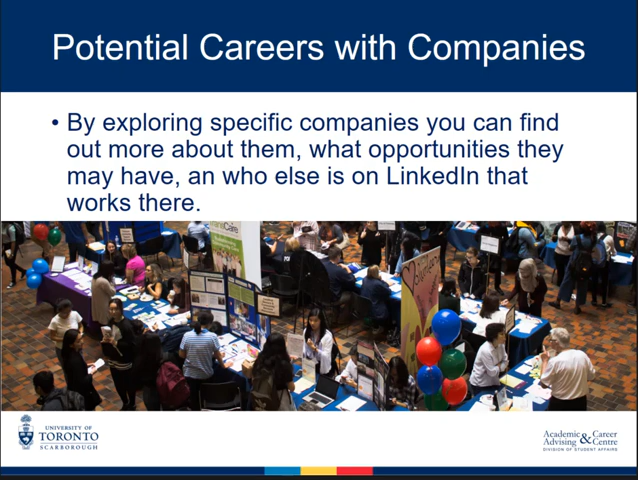 Potential Careers with Companies
• By exploring specific companies you can find
out more about them, what opportunities they
may have, an who else is on LinkedIn that
works there.
UNIVERSITY OF
TORONTO
SCARBOROUGH
Academic & Career
Advising Centre
DIVISION OF STUDENT AFFAIRS